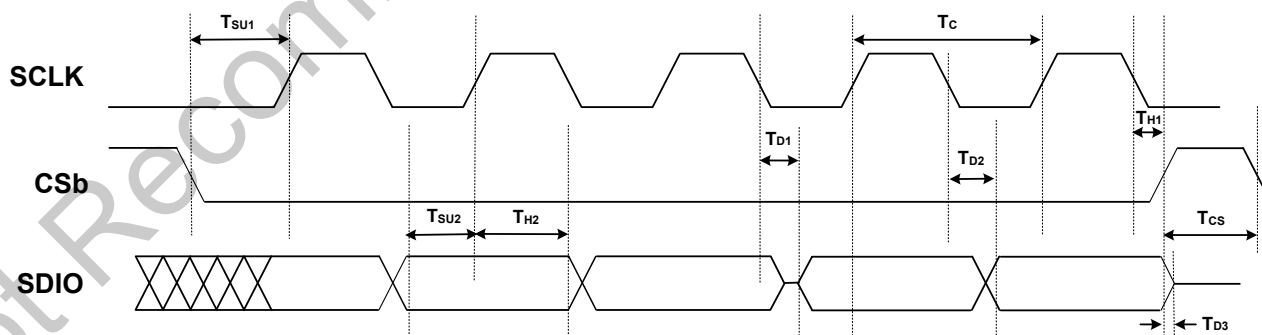 TSU1
TC
SCLK
TH1
TD1
TD2
CSb
TSU2
TH2
TCS
SDIO
TD3